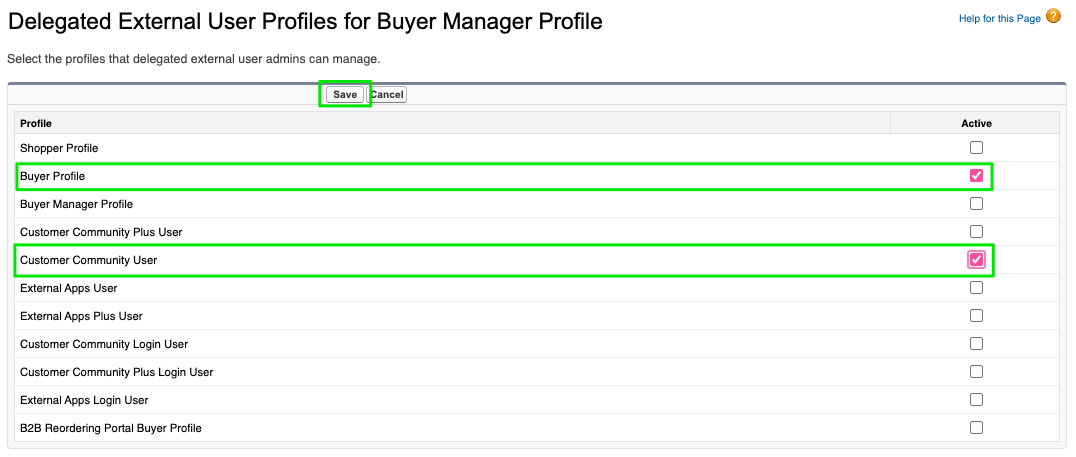 Delegated External User Profiles for Buyer Manager Profile
Help for this Page ?
Select the profiles that delegated external user admins can manage.
Save Cancel
Profile Active
Shopper Profile
Buyer Profile
Buyer Manager Profile
Customer Community Plus User
Customer Community User
External Apps User
External Apps Plus User
Customer Community Login User
Customer Community Plus Login User
External Apps Login User
B2B Reordering Portal Buyer Profile